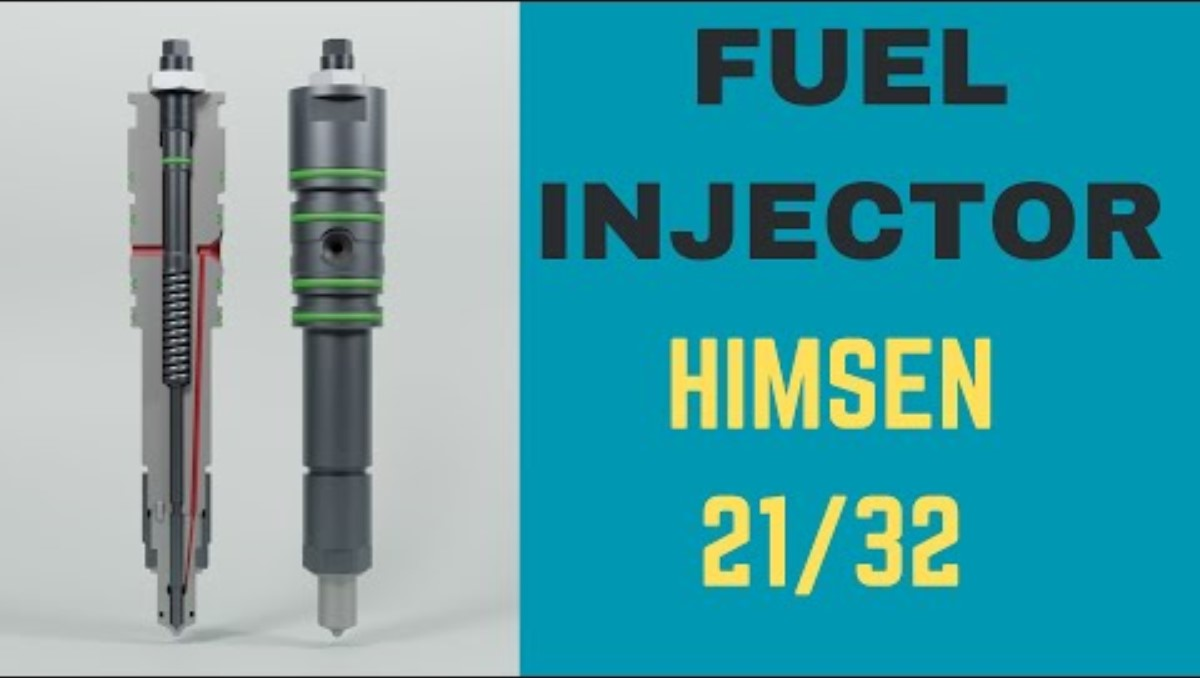 FUEL
INJECTOR
HIMSEN
21/32